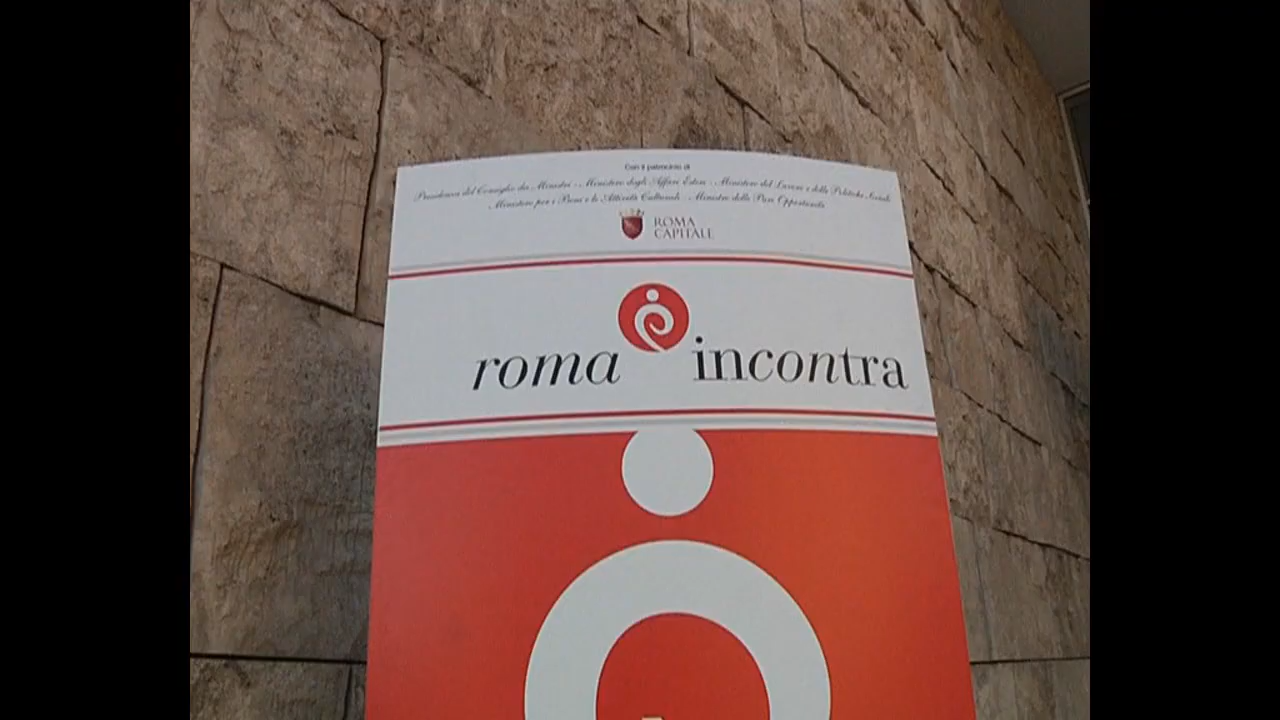 Con il patrocinio di
Presidenza del Consiglio dei Ministri - Ministero degli Affari Esteri - Ministero del Lavoro e delle Politiche Sociali
Ministero per i Beni e le Attività Culturali - Ministro delle Pari Opportunità
ROMA
CAPITALE
roma incontra